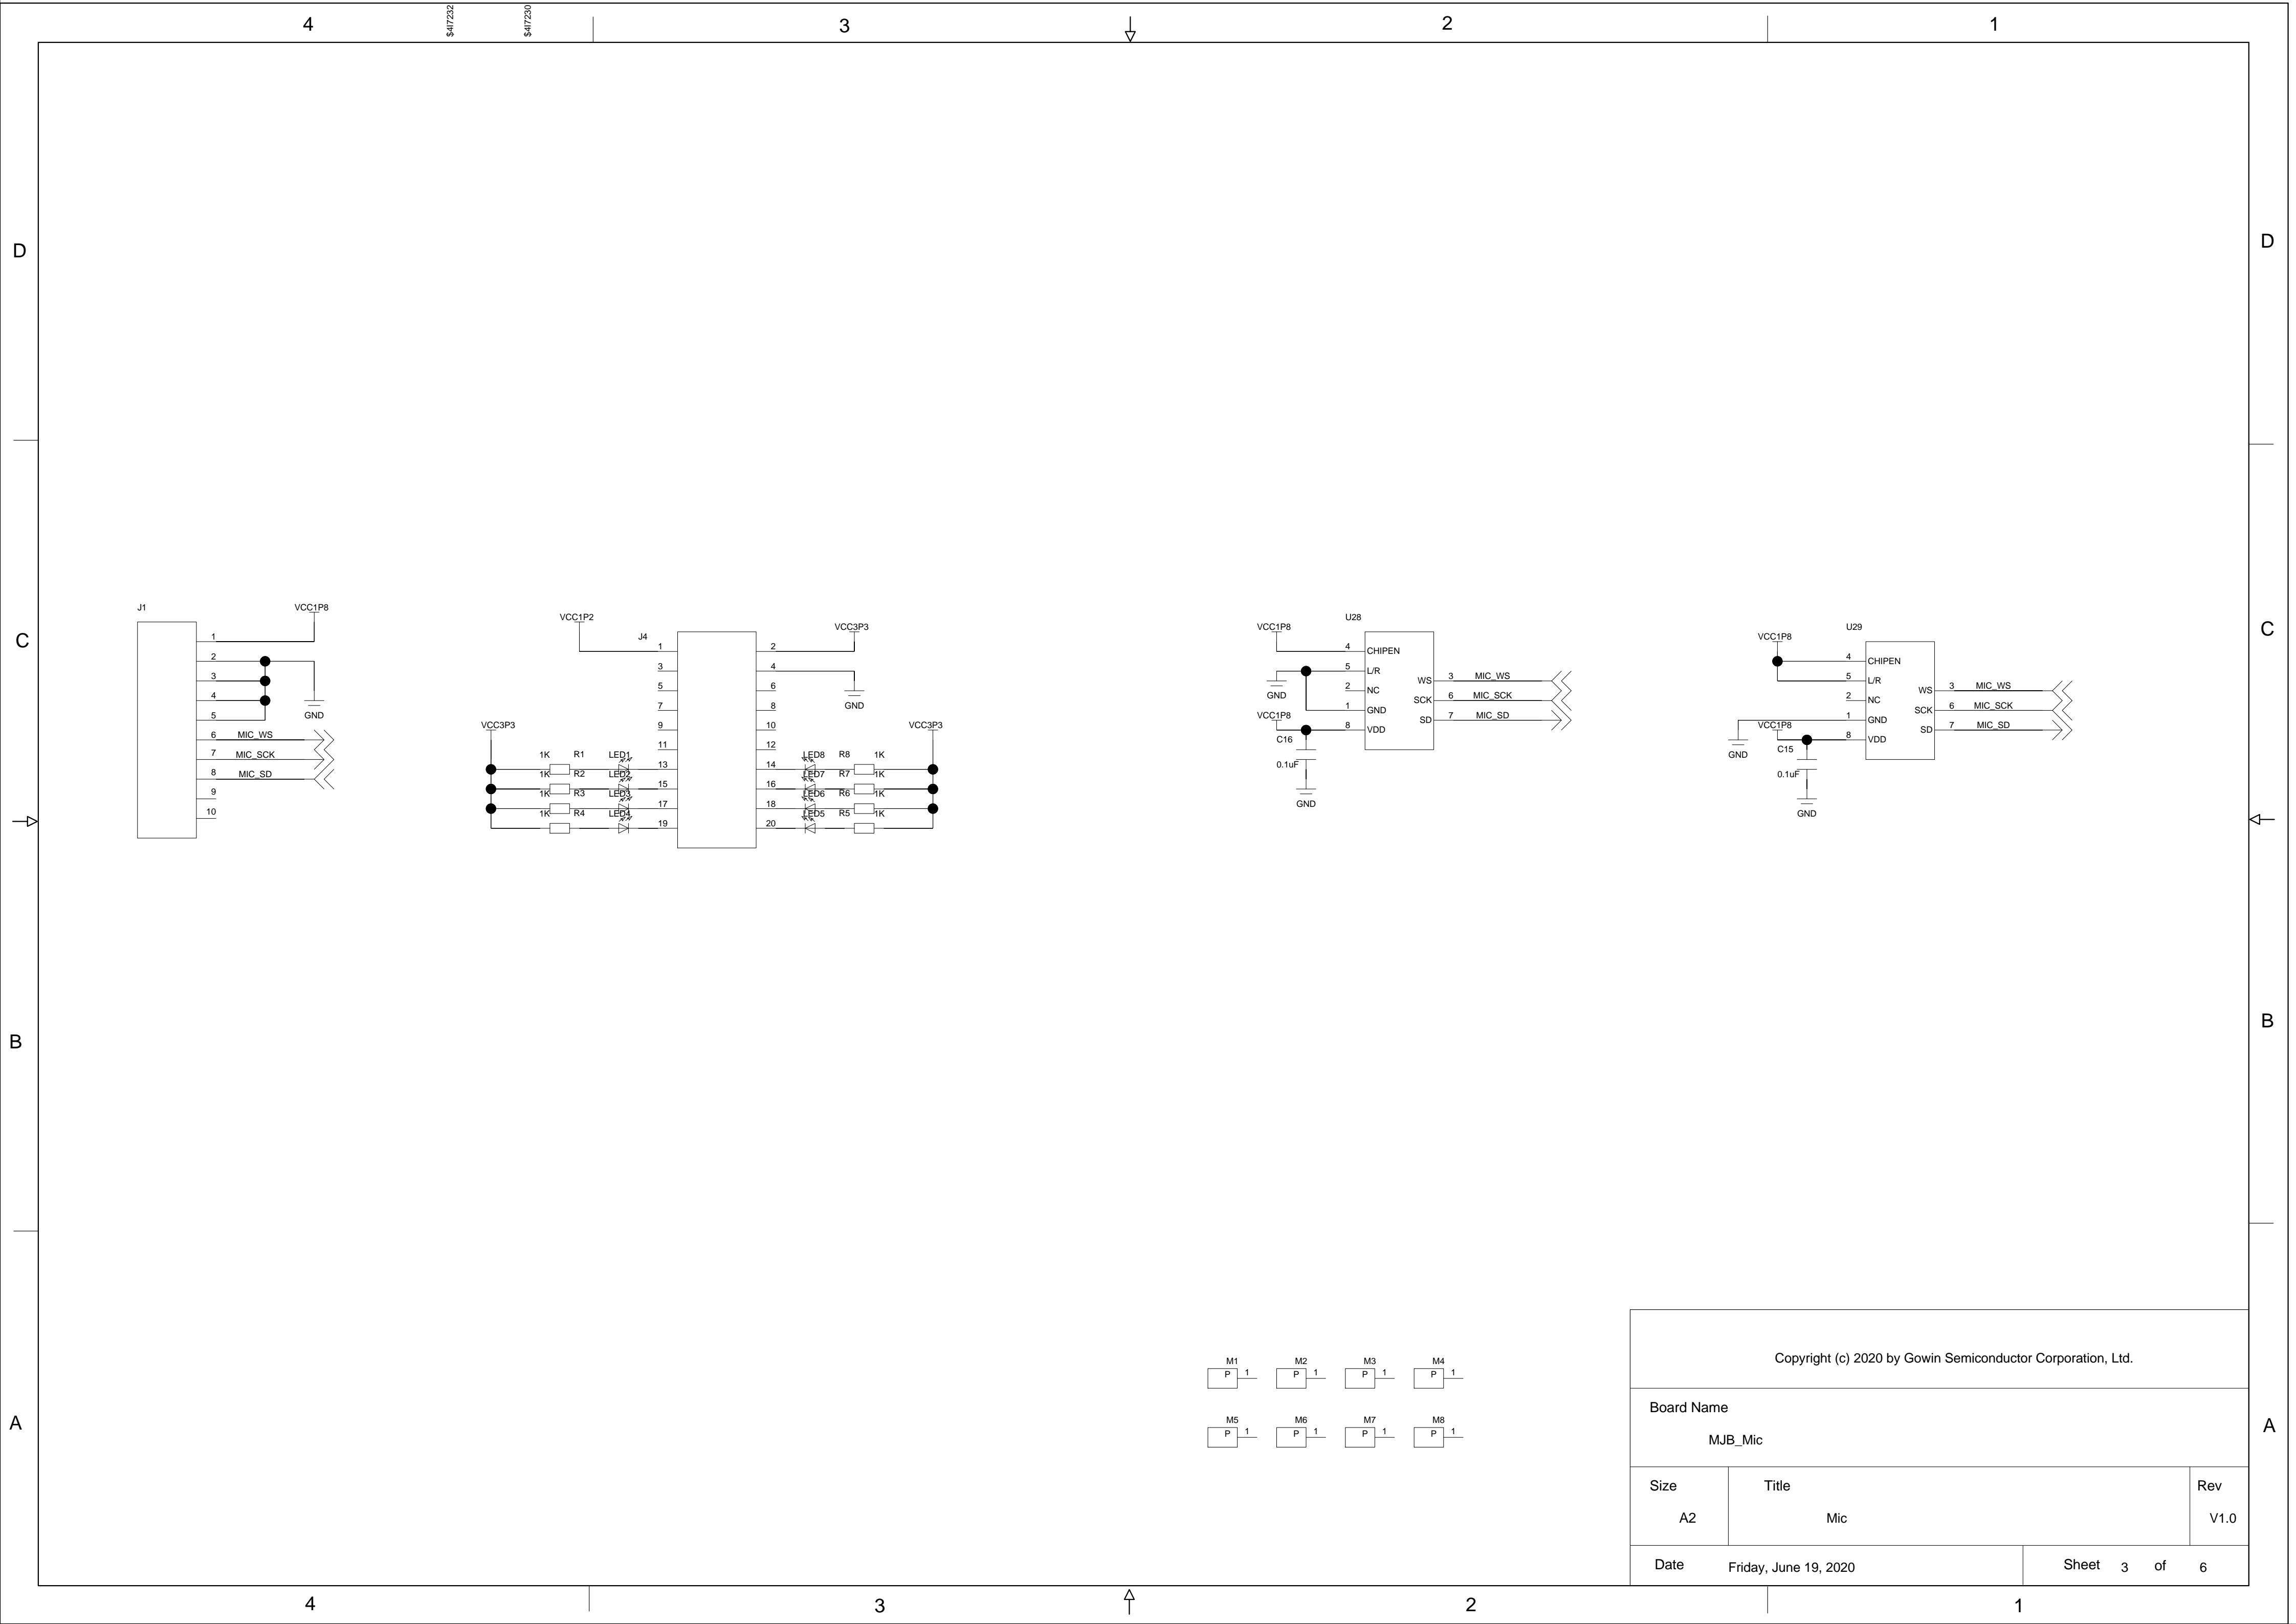 4 $4I7232 $4I7230 3 2 1
D D
C C
B B
A A
J1
VCC1P8
1
2
3
4
5
GND
6 MIC_WS
7 MIC_SCK
8 MIC_SD
9
10
VCC1P2
J4
VCC3P3
1 2
3 4
5 6
GND
7 8
VCC3P3 9 10 VCC3P3
11 12
1K R1 LED1 13 14 LED8 R8 1K
1K R2 LED2 15 16 LED7 R7 1K
1K R3 LED3 17 18 LED6 R6 1K
1K R4 LED4 19 20 LED5 R5 1K
U28
VCC1P8
4 CHIPEN
5 L/R
WS 3 MIC_WS
GND
2 NC
SCK 6 MIC_SCK
1 GND
VCC1P8
SD 7 MIC_SD
8 VDD
C16
0.1uF
GND
U29
VCC1P8
4 CHIPEN
5 L/R
WS 3 MIC_WS
2 NC
SCK 6 MIC_SCK
1 GND
VCC1P8
SD 7 MIC_SD
8 VDD
GND
C15
0.1uF
GND
M1 M2 M3 M4
P 1 P 1 P 1 P 1
M5 M6 M7 M8
P 1 P 1 P 1 P 1
Copyright (c) 2020 by Gowin Semiconductor Corporation, Ltd.
Board Name
MJB_Mic
Size Title Rev
A2 Mic V1.0
Date Friday, June 19, 2020 Sheet 3 of 6
4 3 2 1